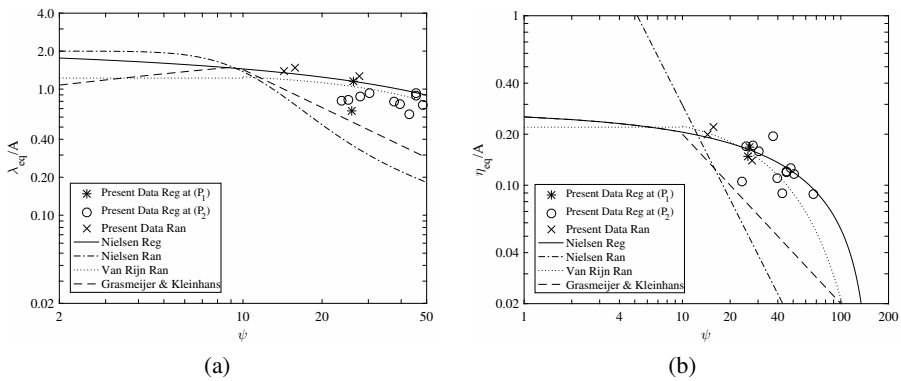 4.0
2.0
1.0
0.40
0.20
0.10
0.02
λeq/A
Present Data Reg at (P1)
Present Data Reg at (P2)
Present Data Ran
Nielsen Reg
Nielsen Ran
Van Rijn Ran
Grasmeijer & Kleinhans
2 10 20 50
ψ
(a)
1
0.40
0.20
0.10
0.04
0.02
ηeq/A
Present Data Reg at (P1)
Present Data Reg at (P2)
Present Data Ran
Nielsen Reg
Nielsen Ran
Van Rijn Ran
Grasmeijer & Kleinhans
1 2 4 10 20 40 100 200
ψ
(b)